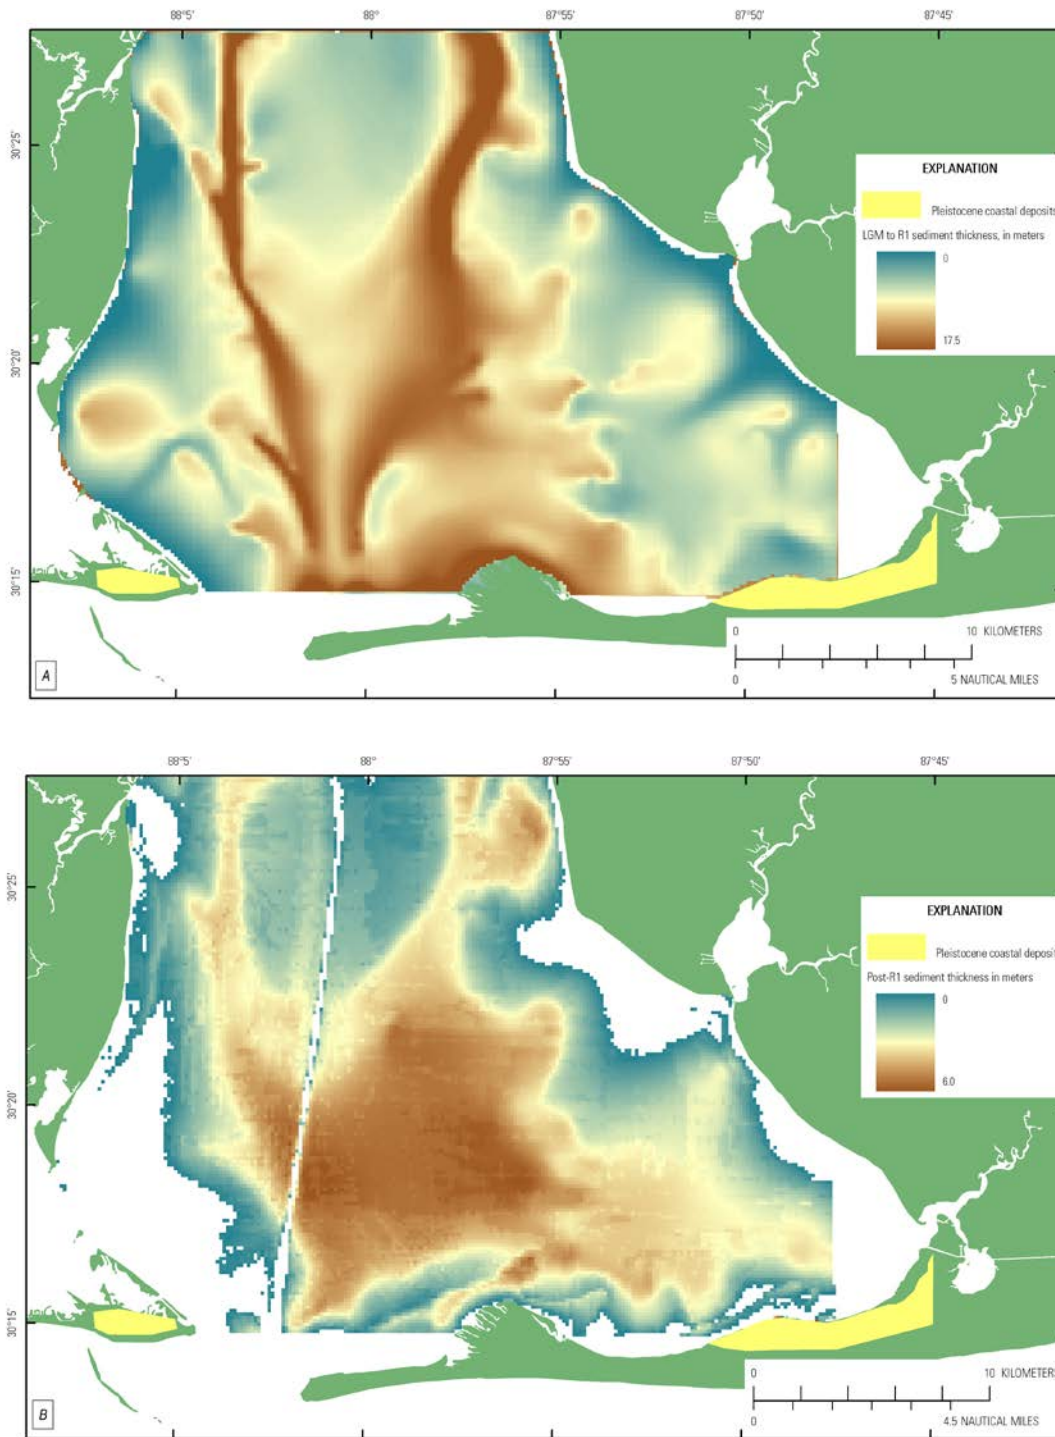 88°5'
88°
87°55'
87°50'
87°45'
30°25'
30°20'
30°15'
EXPLANATION
Pleistocene coastal deposits
LGM to R1 sediment thickness, in meters
0
17.5
0
10 KILOMETERS
0
5 NAUTICAL MILES
A
88°5'
88°
87°55'
87°50'
87°45'
30°25'
30°20'
30°15'
EXPLANATION
Pleistocene coastal deposit
Post-R1 sediment thickness in meters
0
6.0
0
10 KILOMETERS
0
4.5 NAUTICAL MILES
B